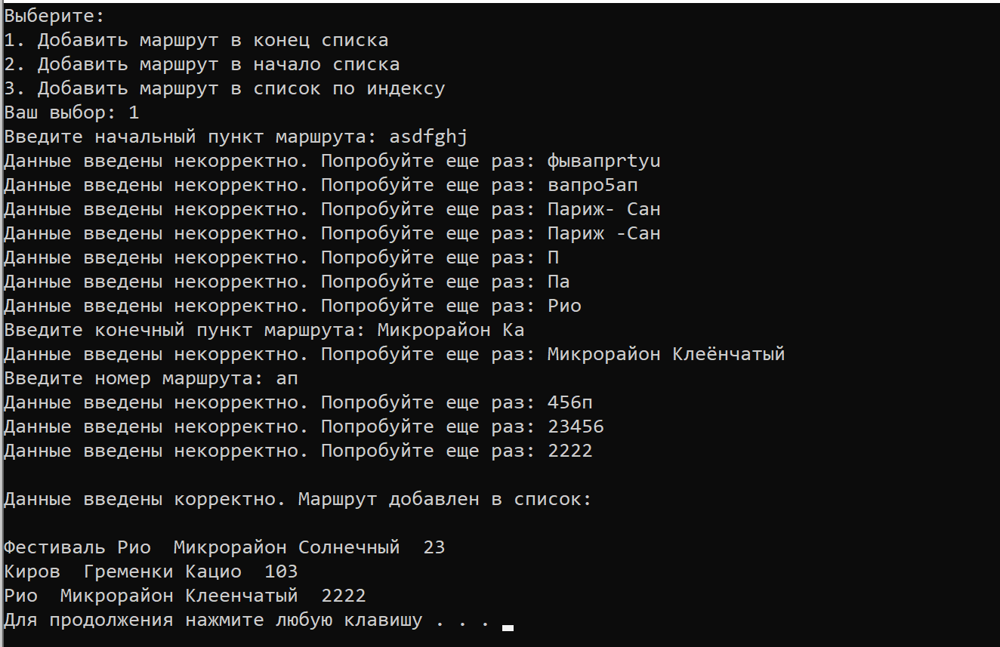 Выберите:
1. Добавить маршрут в конец списка
2. Добавить маршрут в начало списка
3. Добавить маршрут в список по индексу
Ваш выбор: 1
Введите начальный пункт маршрута: asdfghj
Данные введены некорректно. Попробуйте еще раз: фывапrtyu
Данные введены некорректно. Попробуйте еще раз: вапро5ап
Данные введены некорректно. Попробуйте еще раз: Париж- Сан
Данные введены некорректно. Попробуйте еще раз: Париж -Сан
Данные введены некорректно. Попробуйте еще раз: П
Данные введены некорректно. Попробуйте еще раз: Па
Данные введены некорректно. Попробуйте еще раз: Рио
Введите конечный пункт маршрута: Микрорайон Ка
Данные введены некорректно. Попробуйте еще раз: Микрорайон Клеёнчатый
Введите номер маршрута: ап
Данные введены некорректно. Попробуйте еще раз: 456п
Данные введены некорректно. Попробуйте еще раз: 23456
Данные введены некорректно. Попробуйте еще раз: 2222
Данные введены корректно. Маршрут добавлен в список:
Фестиваль Рио  Микрорайон Солнечный  23
Киров  Гременки Кацио  103
Рио  Микрорайон Клеенчатый  2222
Для продолжения нажмите любую клавишу . . .